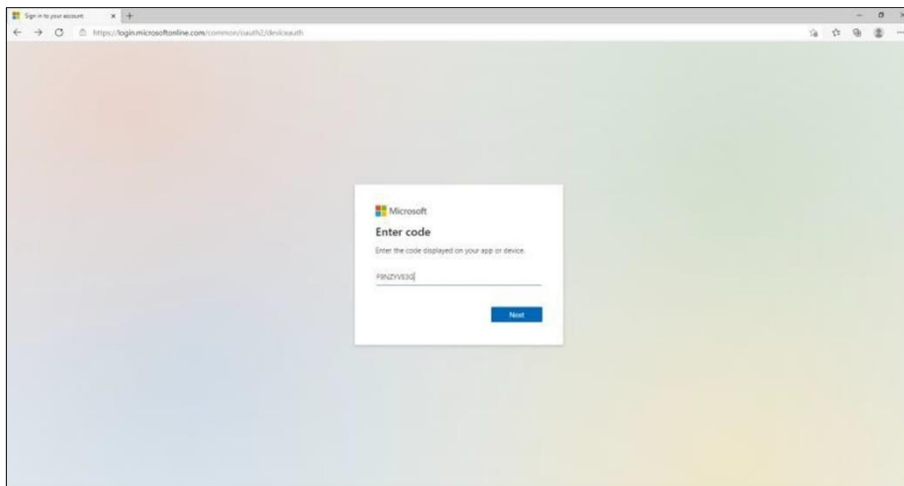 Sign in to your account
https://login.microsoftonline.com/common/oauth2/deviceauth
Microsoft
Enter code
Enter the code displayed on your app or device.
Next